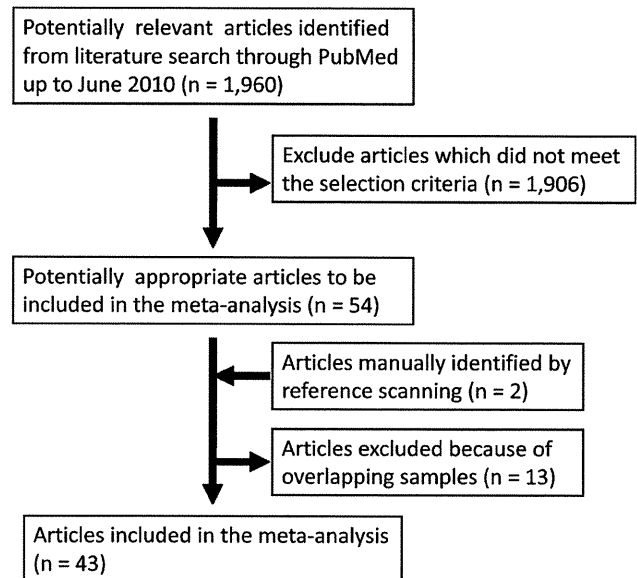 Potentially relevant articles identified
from literature search through PubMed
up to June 2010 (n = 1,960)
Exclude articles which did not meet
the selection criteria (n = 1,906)
Potentially appropriate articles to be
included in the meta-analysis (n = 54)
Articles manually identified by
reference scanning (n = 2)
Articles excluded because of
overlapping samples (n = 13)
Articles included in the meta-analysis
(n = 43)